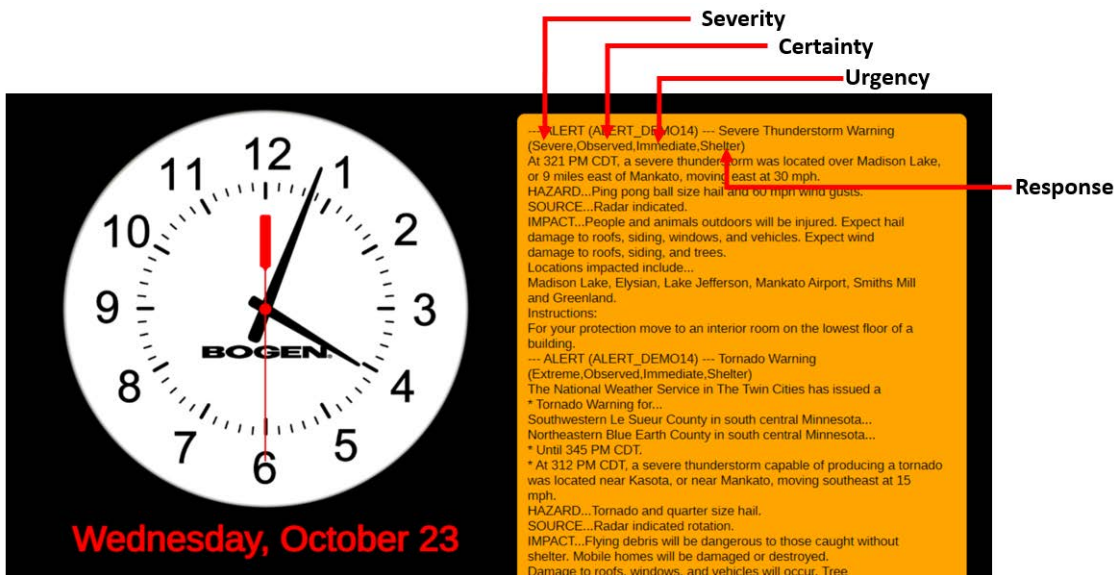 Severity
Certainty
Urgency
Response
12
1
2
3
4
5
6
7
8
9
10
11
BOGEN
Wednesday, October 23
--- ALERT (ALERT_DEMO14) --- Severe Thunderstorm Warning
(Severe,Observed,Immediate,Shelter)
At 321 PM CDT, a severe thunderstorm was located over Madison Lake,
or 9 miles east of Mankato, moving east at 30 mph.
HAZARD...Ping pong ball size hail and 60 mph wind gusts.
SOURCE...Radar indicated.
IMPACT...People and animals outdoors will be injured. Expect hail
damage to roofs, siding, windows, and vehicles. Expect wind
damage to roofs, siding, and trees.
Locations impacted include...
Madison Lake, Elysian, Lake Jefferson, Mankato Airport, Smiths Mill
and Greenland.
Instructions:
For your protection move to an interior room on the lowest floor of a
building.
--- ALERT (ALERT_DEMO14) --- Tornado Warning
(Extreme,Observed,Immediate,Shelter)
The National Weather Service in The Twin Cities has issued a
* Tornado Warning for...
Southwestern Le Sueur County in south central Minnesota...
Northeastern Blue Earth County in south central Minnesota...
* Until 345 PM CDT.
* At 312 PM CDT, a severe thunderstorm capable of producing a tornado
was located near Kasota, or near Mankato, moving southeast at 15
mph.
HAZARD...Tornado and quarter size hail.
SOURCE...Radar indicated rotation.
IMPACT...Flying debris will be dangerous to those caught without
shelter. Mobile homes will be damaged or destroyed.
Damage to roofs, windows, and vehicles will occur. Tree